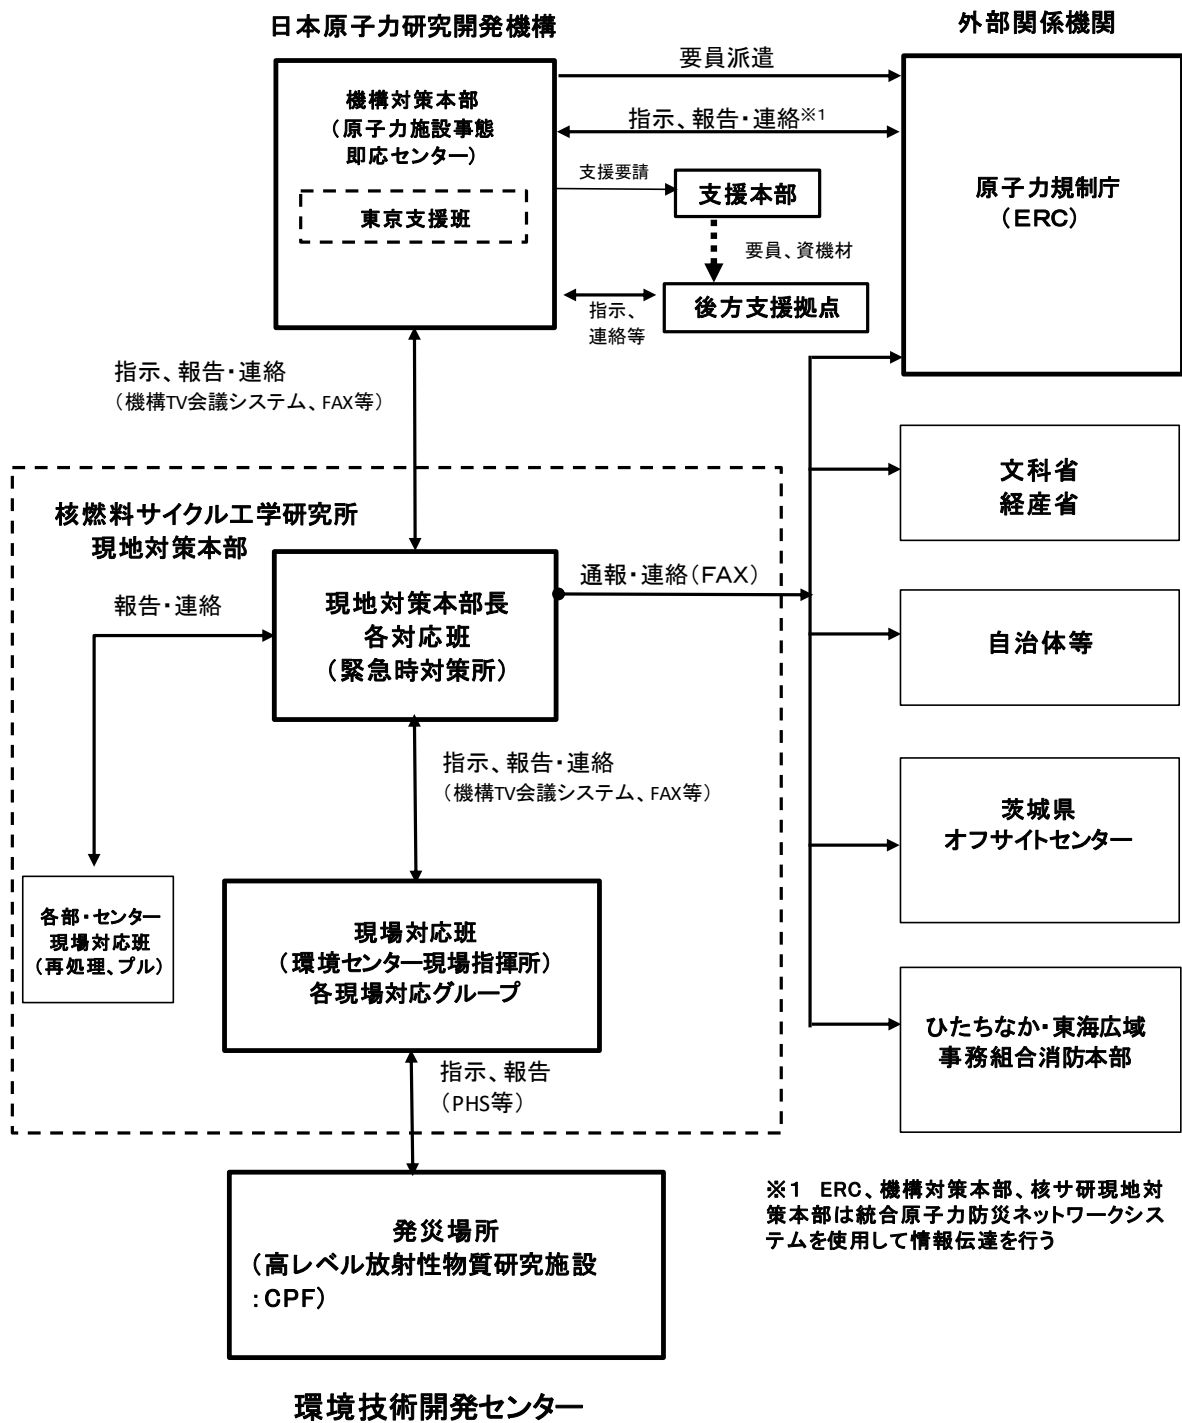 日本原子力研究開発機構
外部関係機関
機構対策本部
（原子力施設事態
即応センター）
東京支援班
要員派遣
指示、報告・連絡※1
支援要請
支援本部
要員、資機材
後方支援拠点
指示、
連絡等
原子力規制庁
（ERC）
指示、報告・連絡
（機構TV会議システム、FAX等）
文科省
経産省
核燃料サイクル工学研究所
現地対策本部
現地対策本部長
各対応班
（緊急時対策所）
通報・連絡（FAX）
報告・連絡
自治体等
指示、報告・連絡
（機構TV会議システム、FAX等）
茨城県
オフサイトセンター
各部・センター
現場対応班
（再処理、プル）
現場対応班
（環境センター現場指揮所）
各現場対応グループ
ひたちなか・東海広域
事務組合消防本部
指示、報告
（PHS等）
発災場所
（高レベル放射性物質研究施設
：CPF）
※1　ERC、機構対策本部、核サ研現地対
策本部は統合原子力防災ネットワークシス
テムを使用して情報伝達を行う
環境技術開発センター